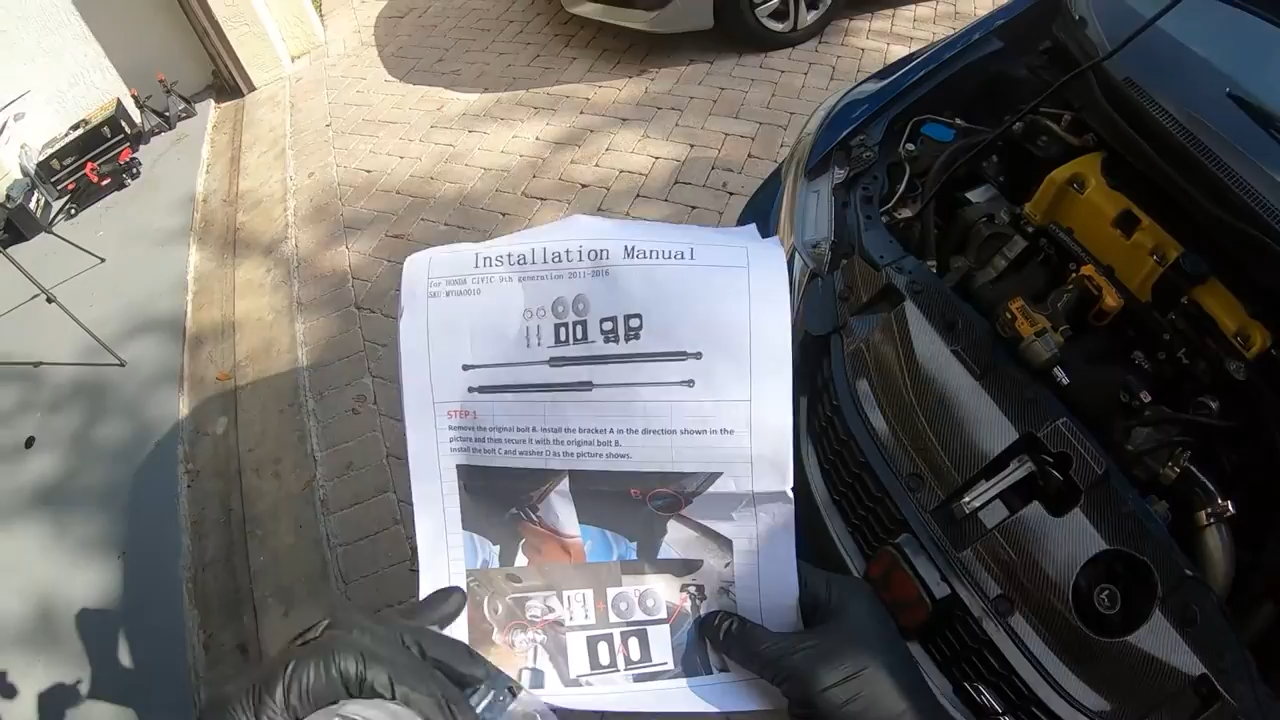 Installation Manual
for HONDA CiVIC 9th generation 2011-2016
SKU:MYHA0010
STEP 1
Remove the original bolt B. Install the bracket A in the direction shown in the
picture and then secure it with the original bolt B.
Install the bolt C and washer D as the picture shows.
B
A